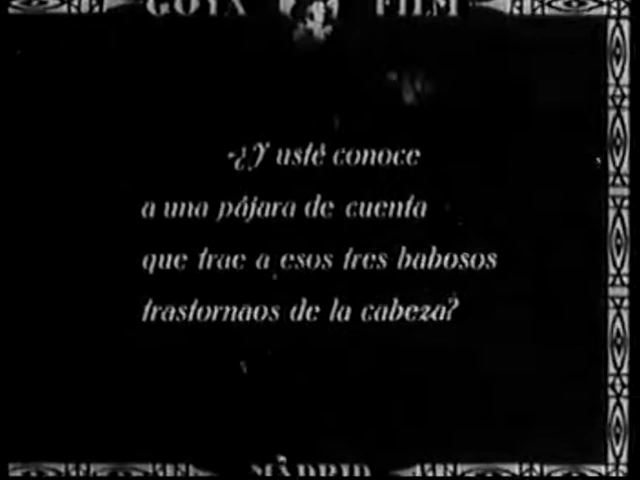 GOYA FILM
-¿Y usté conoce
a una pájara de cuenta
que trae a esos tres babosos
trastornaos de la cabeza?
MADRID